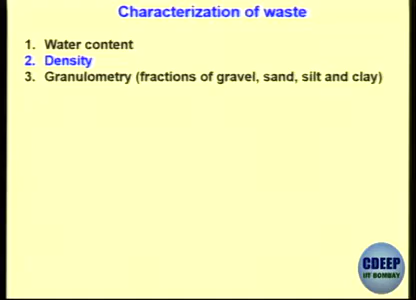 Characterization of waste
1. Water content
2. Density
3. Granulometry (fractions of gravel, sand, silt and clay)
CDEEP
IIT BOMBAY